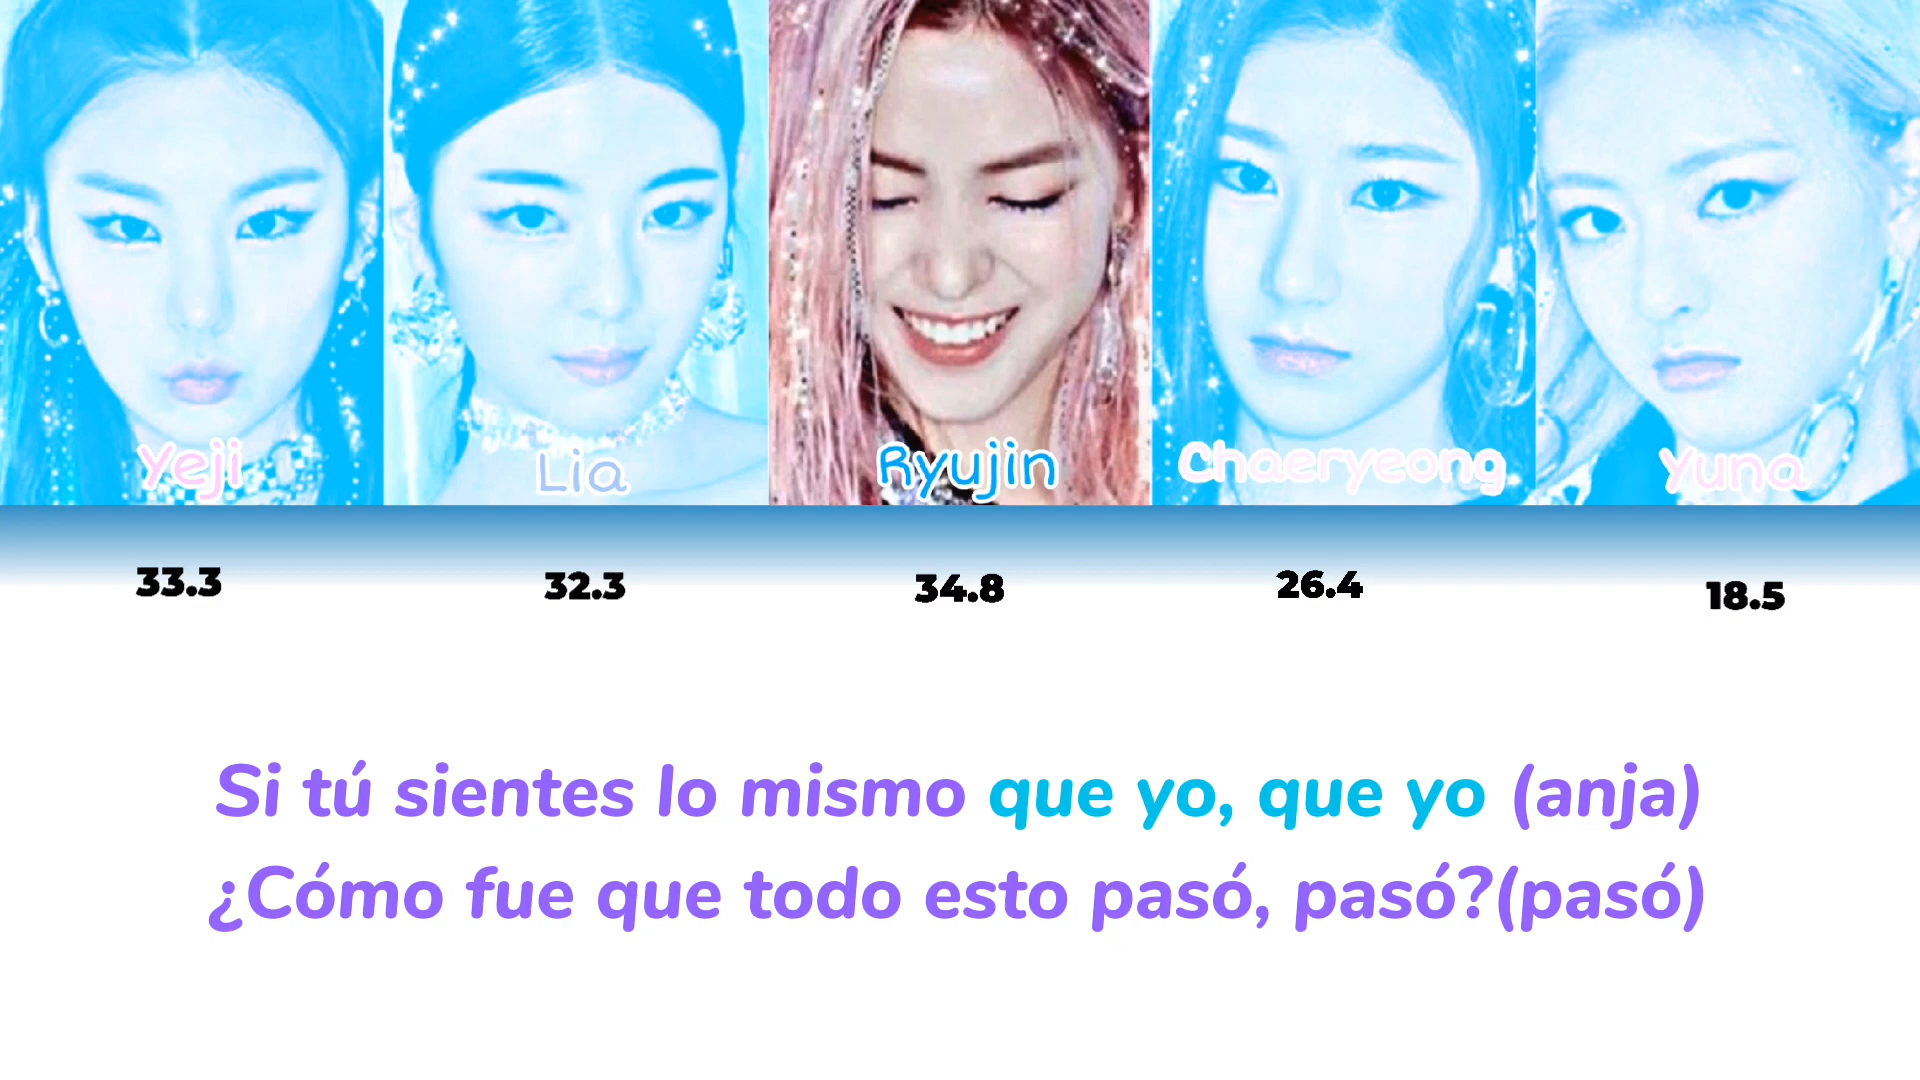 Yeji Lia Ryujin Chaeryeong Yuna
33.3 32.3 34.8 26.4 18.5
Si tú sientes lo mismo que yo, que yo (anja)
¿Cómo fue que todo esto pasó, pasó?(pasó)